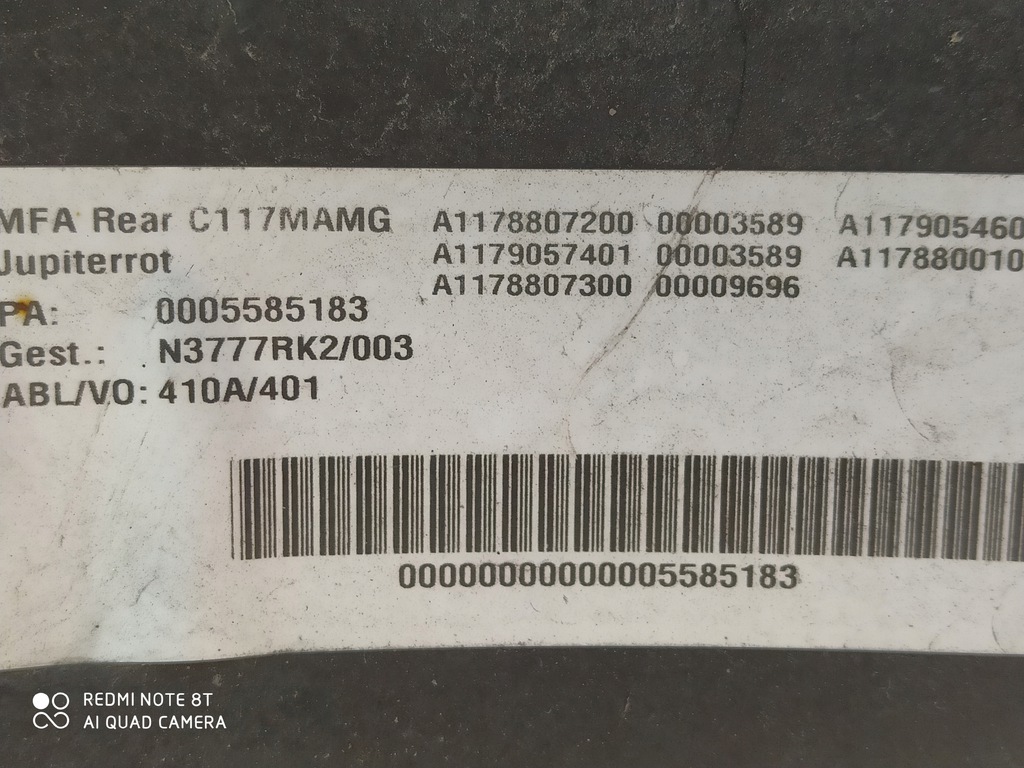 MFA Rear C117MAMG A1178807200 00003589 A117905460
Jupiterrot A1179057401 00003589 A117880010
A1178807300 00009696
PA: 0005585183
Gest.: N3777RK2/003
ABL/VO: 410A/401
00000000000005585183
REDMI NOTE 8T
AI QUAD CAMERA